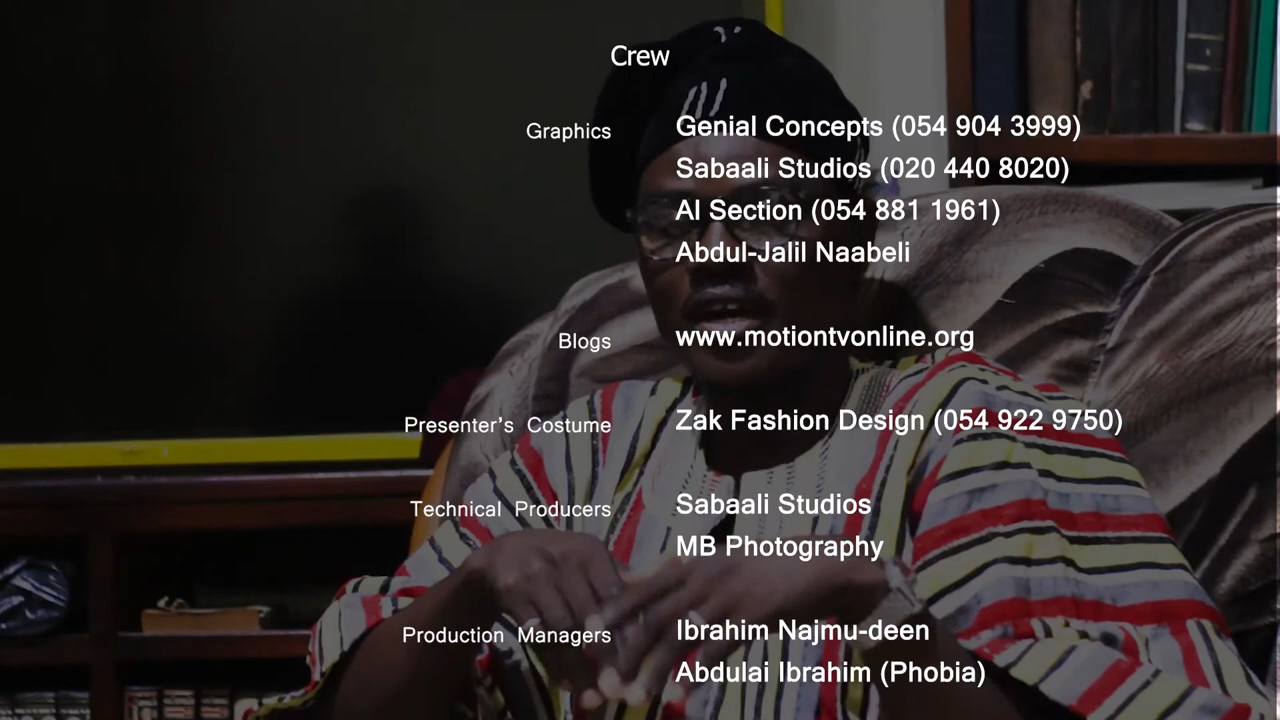 Crew
Graphics Genial Concepts (054 904 3999)
Sabaali Studios (020 440 8020)
AI Section (054 881 1961)
Abdul-Jalil Naabeli
Blogs www.motiontvonline.org
Presenter's Costume Zak Fashion Design (054 922 9750)
Technical Producers Sabaali Studios
MB Photography
Production Managers Ibrahim Najmu-deen
Abdulai Ibrahim (Phobia)